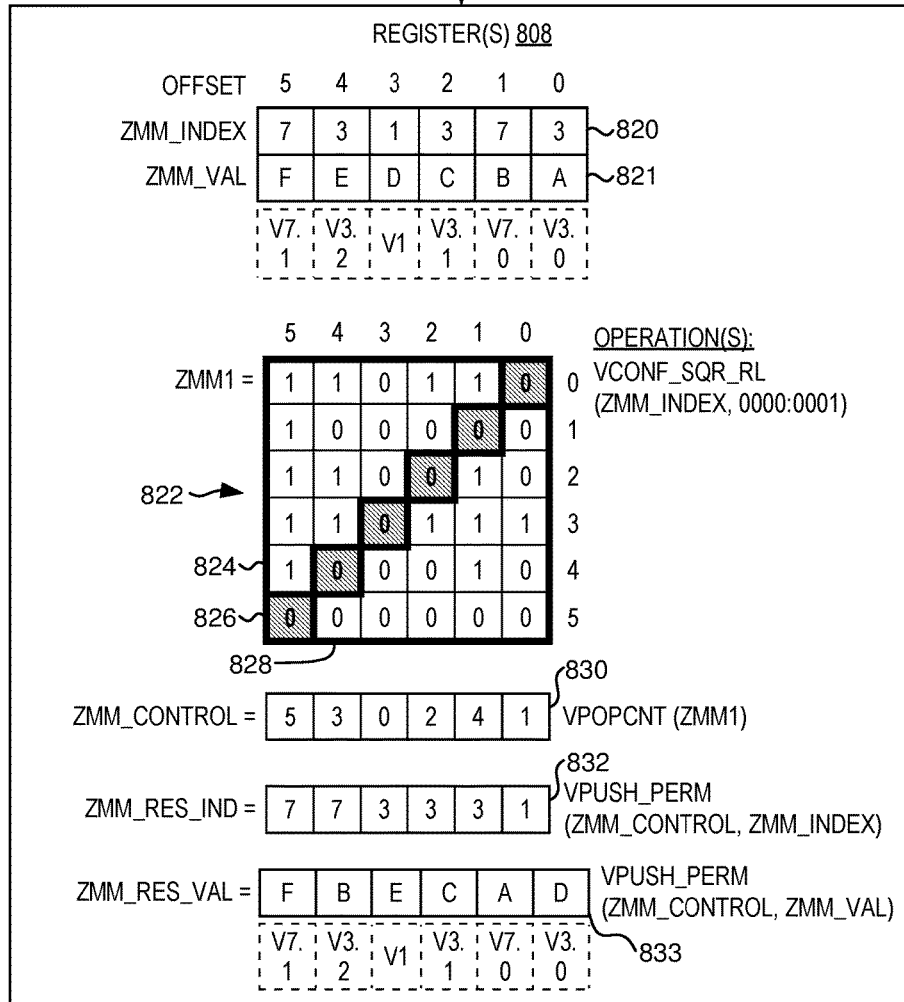 REGISTER(S) 808
OFFSET 5 4 3 2 1 0
ZMM_INDEX 7 3 1 3 7 3 820
ZMM_VAL F E D C B A 821
V7. V3. V1 V3. V7. V3.
1 2 1 0 0
5 4 3 2 1 0 OPERATION(S):
ZMM1 = 1 1 0 1 1 0 0 VCONF_SQR_RL
(ZMM_INDEX, 0000:0001)
1 0 0 0 0 0 1
822 1 1 0 0 1 0 2
1 1 0 1 1 1 3
824 1 0 0 0 1 0 4
826 0 0 0 0 0 0 5
828
830
ZMM_CONTROL = 5 3 0 2 4 1 VPOPCNT (ZMM1)
832
ZMM_RES_IND = 7 7 3 3 3 1 VPUSH_PERM
(ZMM_CONTROL, ZMM_INDEX)
ZMM_RES_VAL = F B E C A D VPUSH_PERM
(ZMM_CONTROL, ZMM_VAL)
V7. V3. V1 V3. V7. V3.
1 2 1 0 0
833